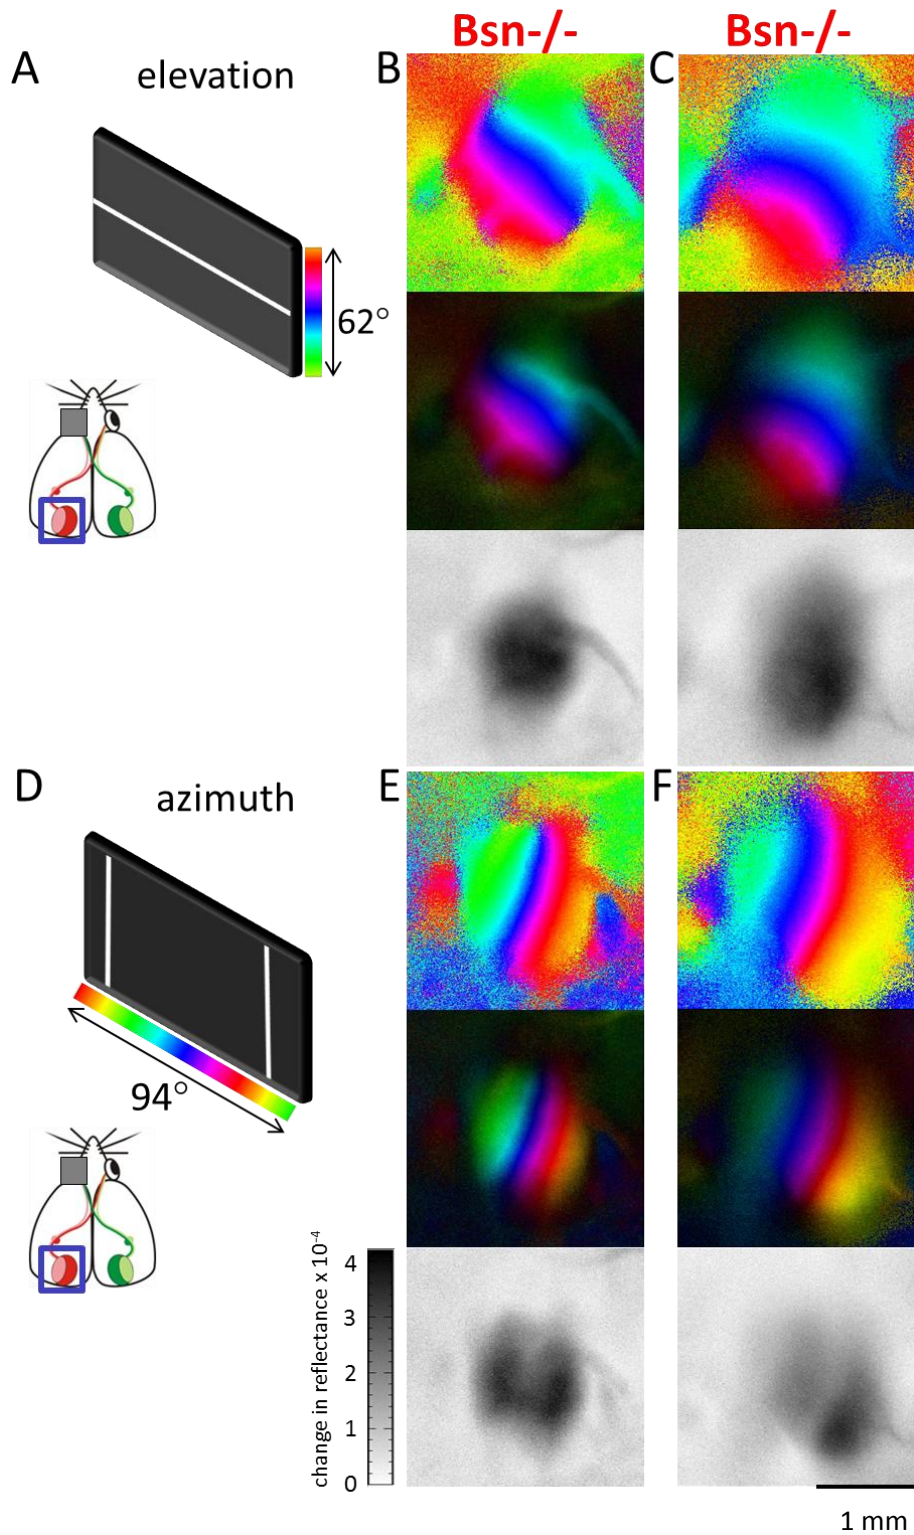 Bsn-/- Bsn-/-
A elevation B C
62°
D azimuth E F
94°
change in reflectance x 10⁻⁴
4
3
2
1
0
1 mm